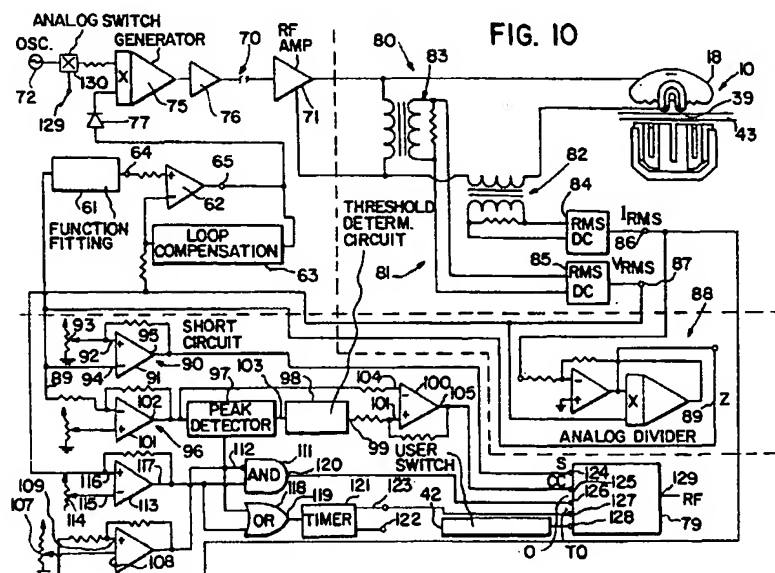 FIG. 10
ANALOG SWITCH
OSC.
GENERATOR
70
RF
AMP
80
83
18
10
X
72
130
129
75
76
71
39
43
77
82
64
65
84
61
62
THRESHOLD
DETERM.
CIRCUIT
RMS
DC
IRMS
86
FUNCTION
FITTING
LOOP
COMPENSATION
63
81
85
RMS
DC
VRMS
87
88
93
95
SHORT
CIRCUIT
92
94
90
97
103
98
104
100
89
91
102
PEAK
DETECTOR
101
105
X
89
Z
101
96
99
ANALOG DIVIDER
112
111
USER
SWITCH
117
AND
120
S
124
116
118
119
121
CC
125
129
109
115
113
OR
TIMER
123
126
RF
107
114
42
127
79
122
128
108
O
TO